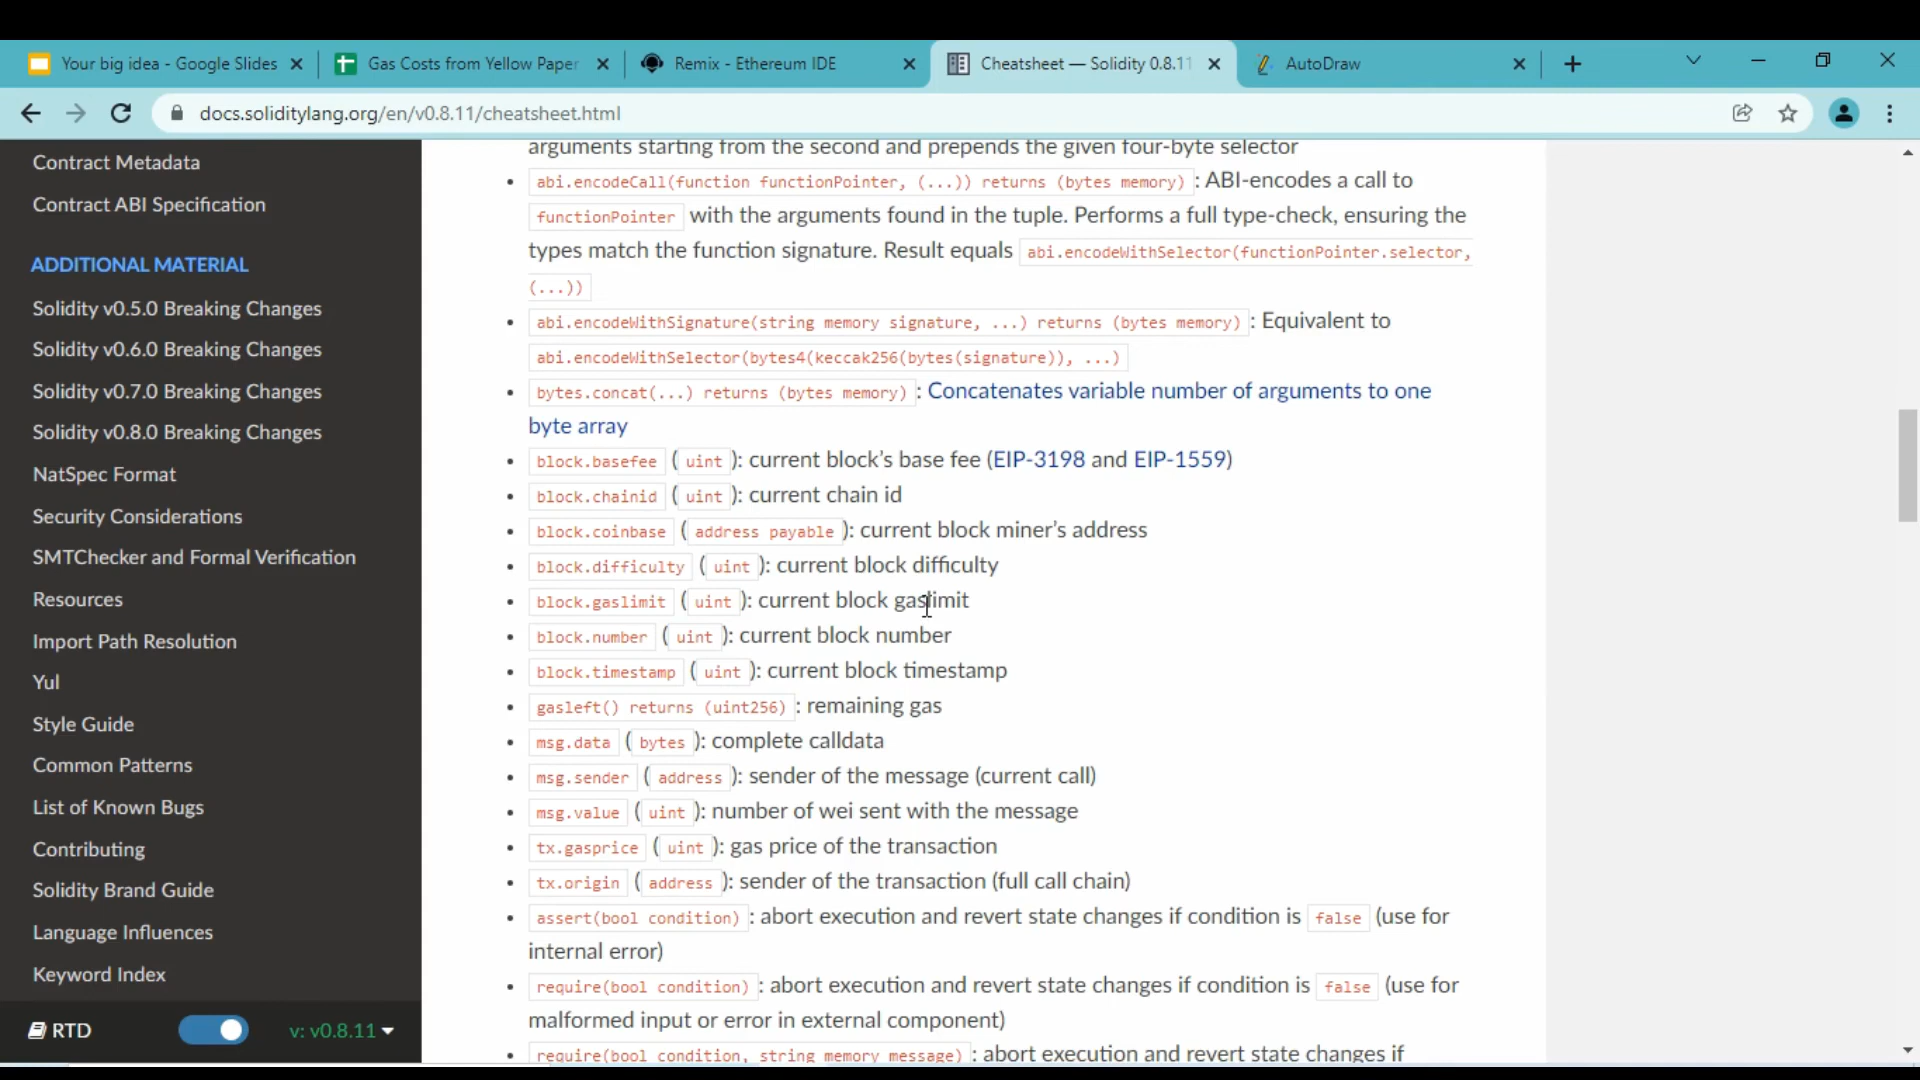 Your big idea - Google Slides
Gas Costs from Yellow Paper
Remix - Ethereum IDE
Cheatsheet — Solidity 0.8.11
AutoDraw
docs.soliditylang.org/en/v0.8.11/cheatsheet.html
Contract Metadata
Contract ABI Specification
ADDITIONAL MATERIAL
Solidity v0.5.0 Breaking Changes
Solidity v0.6.0 Breaking Changes
Solidity v0.7.0 Breaking Changes
Solidity v0.8.0 Breaking Changes
NatSpec Format
Security Considerations
SMTChecker and Formal Verification
Resources
Import Path Resolution
Yul
Style Guide
Common Patterns
List of Known Bugs
Contributing
Solidity Brand Guide
Language Influences
Keyword Index
RTD
v: v0.8.11
arguments starting from the second and prepends the given four-byte selector
• abi.encodeCall(function functionPointer, (...)) returns (bytes memory) : ABI-encodes a call to
functionPointer with the arguments found in the tuple. Performs a full type-check, ensuring the
types match the function signature. Result equals abi.encodeWithSelector(functionPointer.selector,
(...))
• abi.encodeWithSignature(string memory signature, ...) returns (bytes memory) : Equivalent to
abi.encodeWithSelector(bytes4(keccak256(bytes(signature)), ...)
• bytes.concat(...) returns (bytes memory) : Concatenates variable number of arguments to one
byte array
• block.basefee ( uint ): current block’s base fee (EIP-3198 and EIP-1559)
• block.chainid ( uint ): current chain id
• block.coinbase ( address payable ): current block miner’s address
• block.difficulty ( uint ): current block difficulty
• block.gaslimit ( uint ): current block gaslimit
• block.number ( uint ): current block number
• block.timestamp ( uint ): current block timestamp
• gasleft() returns (uint256) : remaining gas
• msg.data ( bytes ): complete calldata
• msg.sender ( address ): sender of the message (current call)
• msg.value ( uint ): number of wei sent with the message
• tx.gasprice ( uint ): gas price of the transaction
• tx.origin ( address ): sender of the transaction (full call chain)
• assert(bool condition) : abort execution and revert state changes if condition is false (use for
internal error)
• require(bool condition) : abort execution and revert state changes if condition is false (use for
malformed input or error in external component)
• require(bool condition, string memory message) : abort execution and revert state changes if